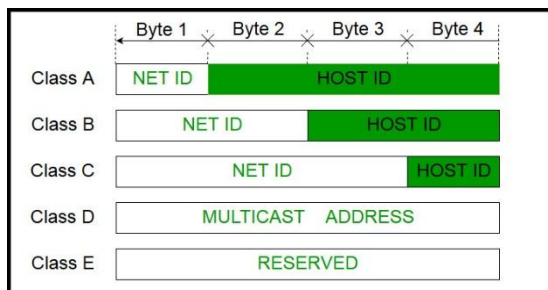 Byte 1 Byte 2 Byte 3 Byte 4
Class A NET ID HOST ID
Class B NET ID HOST ID
Class C NET ID HOST ID
Class D MULTICAST ADDRESS
Class E RESERVED